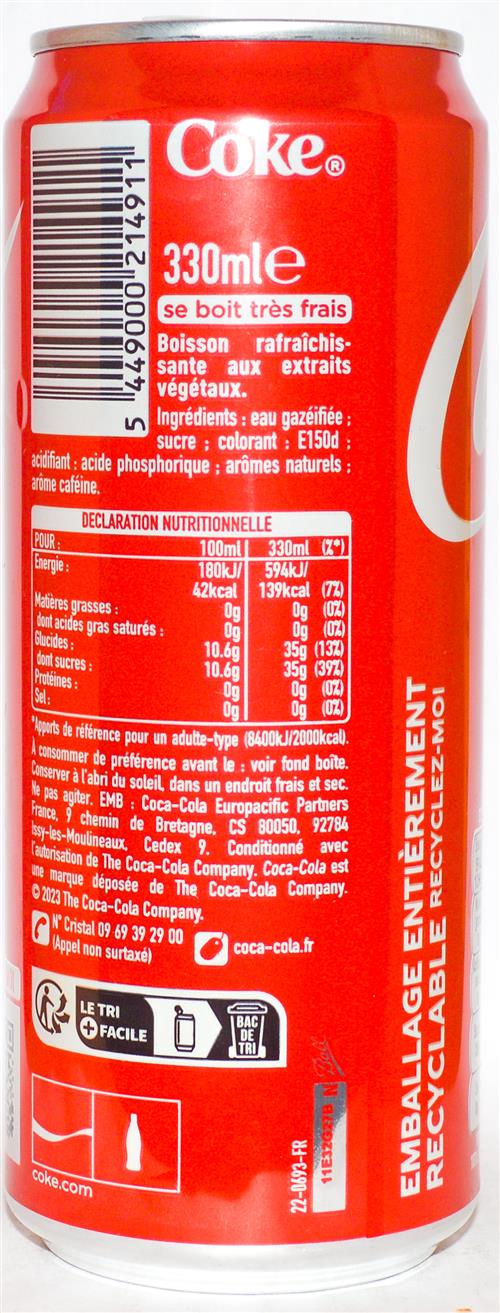 Coke®
330ml e
se boit très frais
Boisson rafraîchis-
sante aux extraits
végétaux.
Ingrédients : eau gazéifiée ;
sucre ; colorant : E150d ;
acidifiant : acide phosphorique ; arômes naturels ;
arôme caféine.
5 449000 214911
DECLARATION NUTRITIONNELLE
POUR : 100ml 330ml (%*)
Energie : 180kJ/ 594kJ/
42kcal 139kcal (7%)
Matières grasses : 0g 0g (0%)
dont acides gras saturés : 0g 0g (0%)
Glucides : 10.6g 35g (13%)
dont sucres : 10.6g 35g (39%)
Protéines : 0g 0g (0%)
Sel : 0g 0g (0%)
*Apports de référence pour un adulte-type (8400kJ/2000kcal).
A consommer de préférence avant le : voir fond boîte.
Conserver à l'abri du soleil, dans un endroit frais et sec.
Ne pas agiter. EMB : Coca-Cola Europacific Partners
France, 9 chemin de Bretagne, CS 80050, 92784
Issy-les-Moulineaux, Cedex 9. Conditionné avec
l'autorisation de The Coca-Cola Company. Coca-Cola est
une marque déposée de The Coca-Cola Company.
© 2023 The Coca-Cola Company.
N° Cristal 09 69 39 29 00
(Appel non surtaxé)
coca-cola.fr
LE TRI
+ FACILE
BAC
DE
TRI
coke.com
22-0693-FR
Ball
EMBALLAGE ENTIÈREMENT
RECYCLABLE RECYCLEZ-MOI